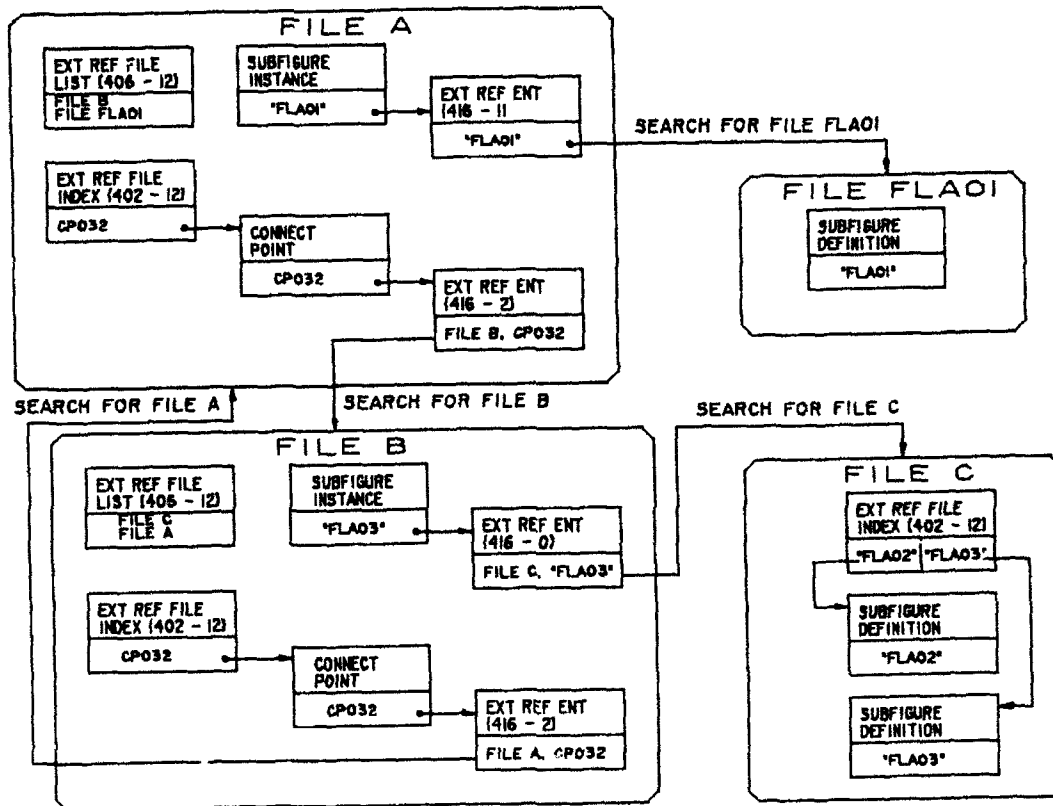 FILE A
EXT REF FILE
LIST (406 - 12)
FILE B
FILE FLA01
SUBFIGURE
INSTANCE
"FLA01"
EXT REF ENT
(416 - 1)
"FLA01"
SEARCH FOR FILE FLA01
EXT REF FILE
INDEX (402 - 12)
CP032
CONNECT
POINT
CP032
EXT REF ENT
(416 - 2)
FILE B, CP032
FILE FLA01
SUBFIGURE
DEFINITION
"FLA01"
SEARCH FOR FILE A
SEARCH FOR FILE B
SEARCH FOR FILE C
FILE B
EXT REF FILE
LIST (406 - 12)
FILE C
FILE A
SUBFIGURE
INSTANCE
"FLA03"
EXT REF ENT
(416 - 0)
FILE C, "FLA03"
EXT REF FILE
INDEX (402 - 12)
CP032
CONNECT
POINT
CP032
EXT REF ENT
(416 - 2)
FILE A, CP032
FILE C
EXT REF FILE
INDEX (402 - 12)
"FLA02" "FLA03"
SUBFIGURE
DEFINITION
"FLA02"
SUBFIGURE
DEFINITION
"FLA03"